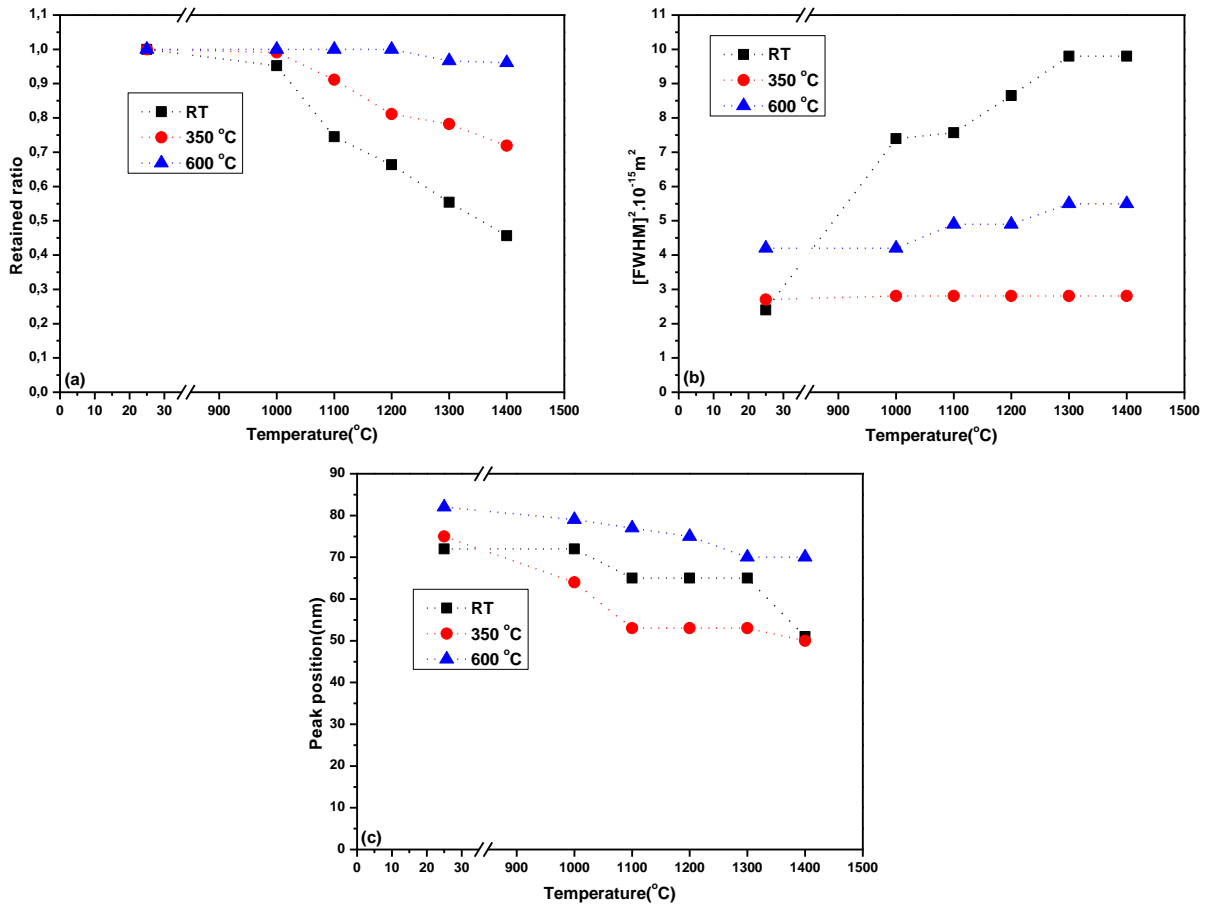 1,1
1,0
0,9
0,8
0,7
0,6
0,5
0,4
0,3
0,2
0,1
0,0
Retained ratio
RT
350 °C
600 °C
(a)
0 10 20 30 900 1000 1100 1200 1300 1400 1500
Temperature(°C)
11
10
9
8
7
6
5
4
3
2
1
0
[FWHM]².10⁻¹⁵m²
RT
350 °C
600 °C
(b)
0 10 20 30 900 1000 1100 1200 1300 1400 1500
Temperature(°C)
90
80
70
60
50
40
30
20
10
0
Peak position(nm)
RT
350 °C
600 °C
(c)
0 10 20 30 900 1000 1100 1200 1300 1400 1500
Temperature(°C)